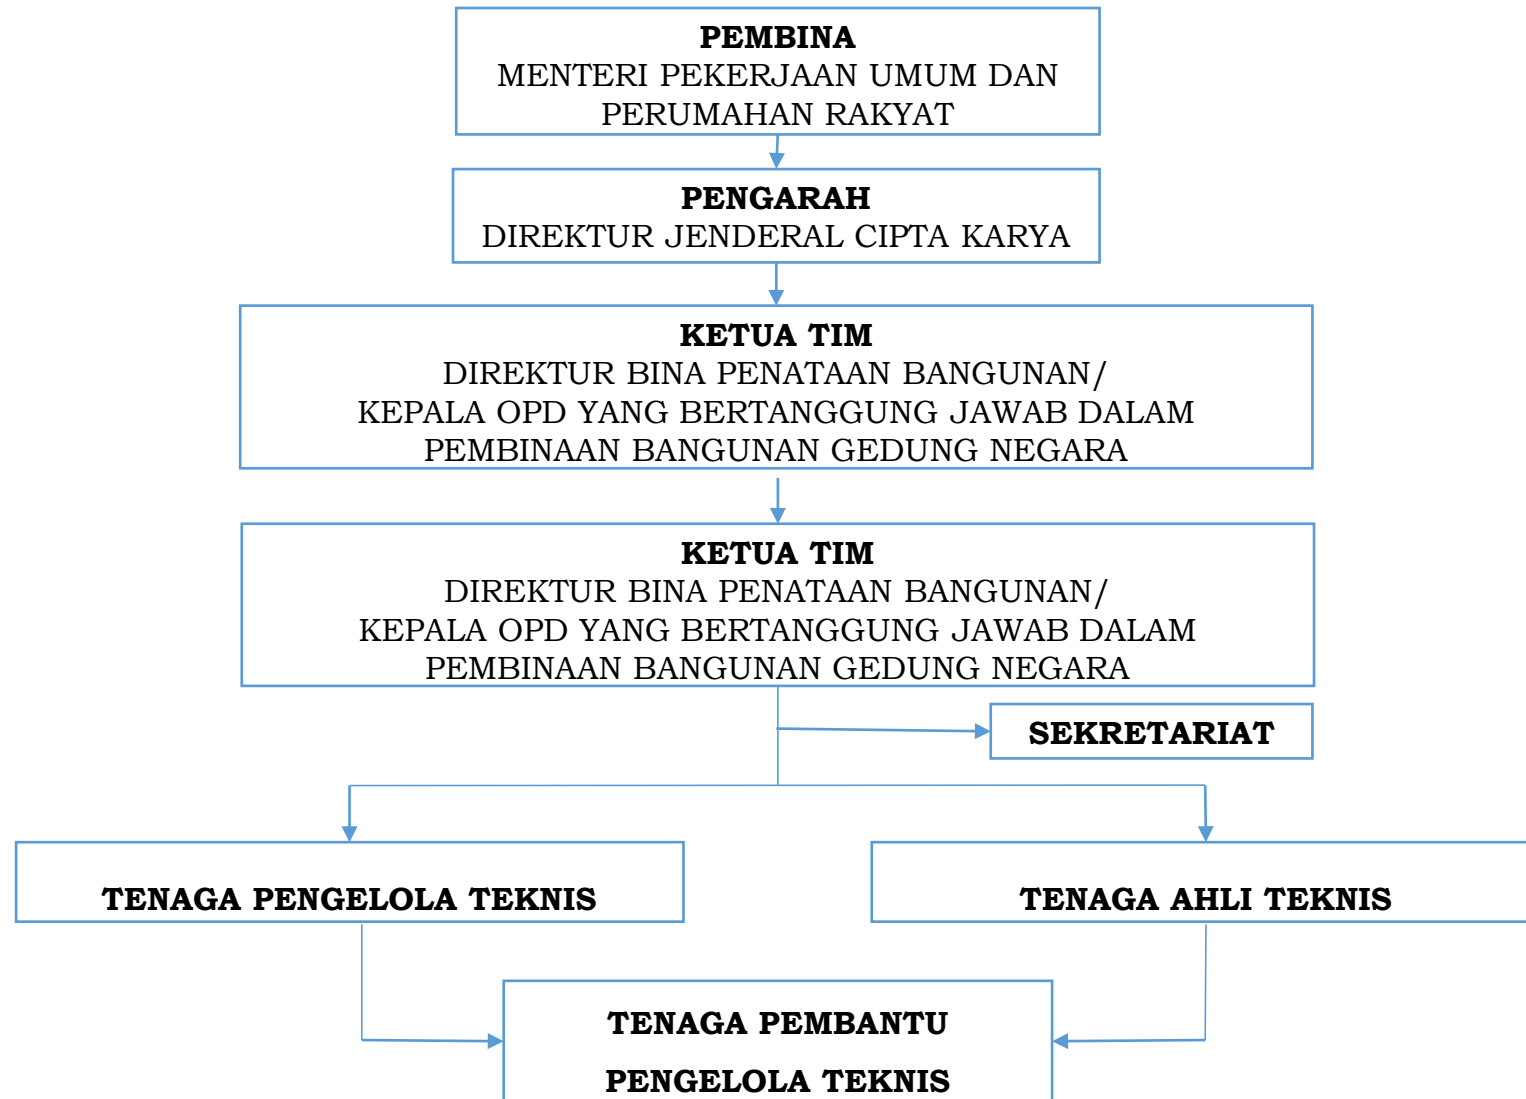 PEMBINA
MENTERI PEKERJAAN UMUM DAN
PERUMAHAN RAKYAT
PENGARAH
DIREKTUR JENDERAL CIPTA KARYA
KETUA TIM
DIREKTUR BINA PENATAAN BANGUNAN/
KEPALA OPD YANG BERTANGGUNG JAWAB DALAM
PEMBINAAN BANGUNAN GEDUNG NEGARA
KETUA TIM
DIREKTUR BINA PENATAAN BANGUNAN/
KEPALA OPD YANG BERTANGGUNG JAWAB DALAM
PEMBINAAN BANGUNAN GEDUNG NEGARA
SEKRETARIAT
TENAGA PENGELOLA TEKNIS
TENAGA AHLI TEKNIS
TENAGA PEMBANTU
PENGELOLA TEKNIS